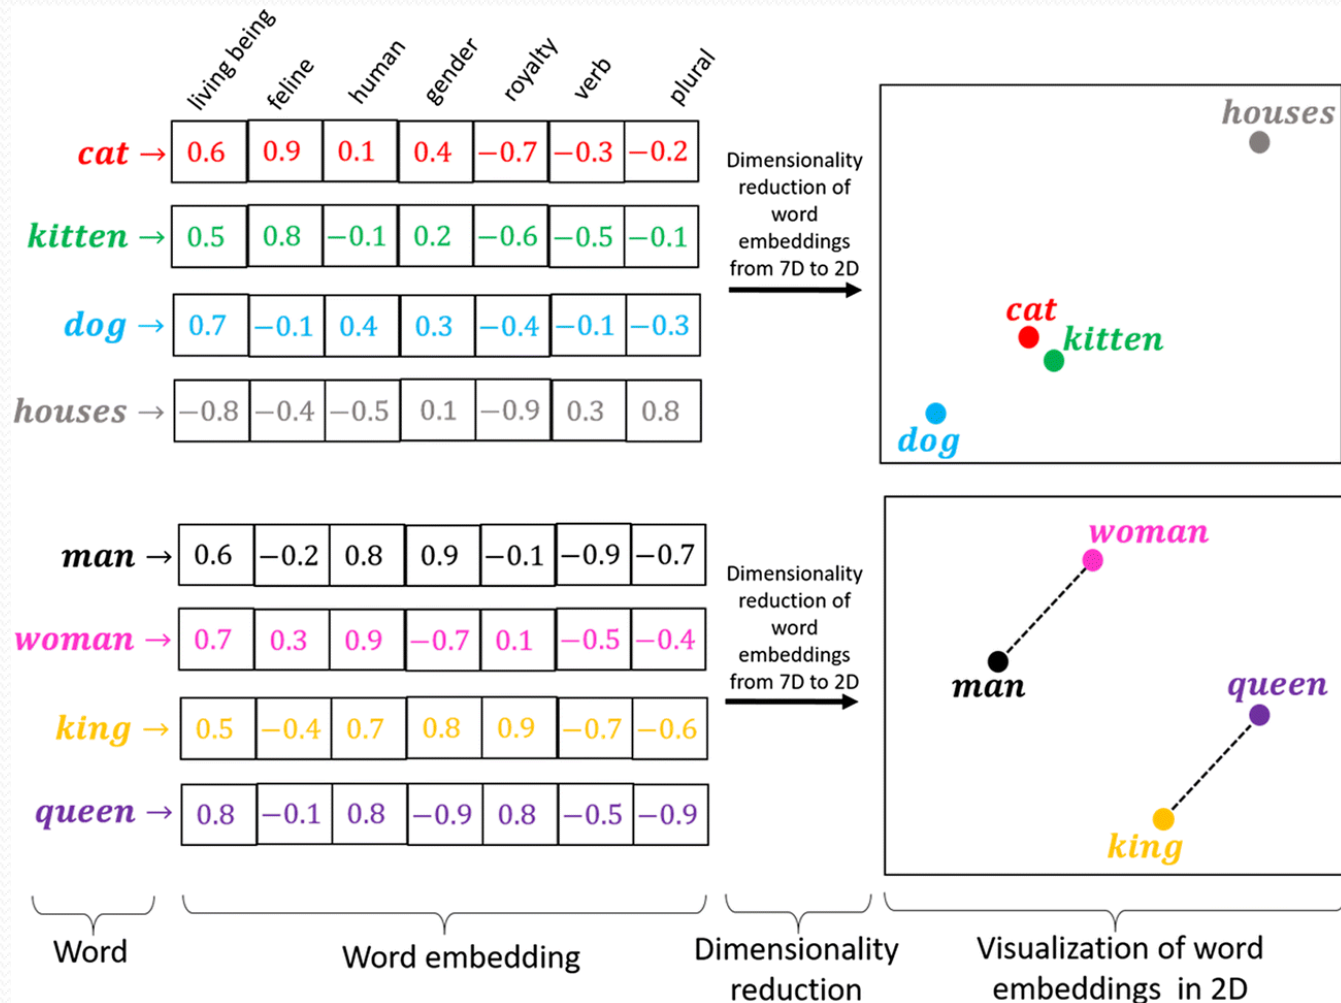 living being feline human gender royalty verb plural
cat → 0.6 0.9 0.1 0.4 −0.7 −0.3 −0.2
kitten → 0.5 0.8 −0.1 0.2 −0.6 −0.5 −0.1
dog → 0.7 −0.1 0.4 0.3 −0.4 −0.1 −0.3
houses → −0.8 −0.4 −0.5 0.1 −0.9 0.3 0.8
Dimensionality
reduction of
word
embeddings
from 7D to 2D
houses
cat
kitten
dog
man → 0.6 −0.2 0.8 0.9 −0.1 −0.9 −0.7
woman → 0.7 0.3 0.9 −0.7 0.1 −0.5 −0.4
king → 0.5 −0.4 0.7 0.8 0.9 −0.7 −0.6
queen → 0.8 −0.1 0.8 −0.9 0.8 −0.5 −0.9
Dimensionality
reduction of
word
embeddings
from 7D to 2D
woman
man
queen
king
Word
Word embedding
Dimensionality
reduction
Visualization of word
embeddings in 2D